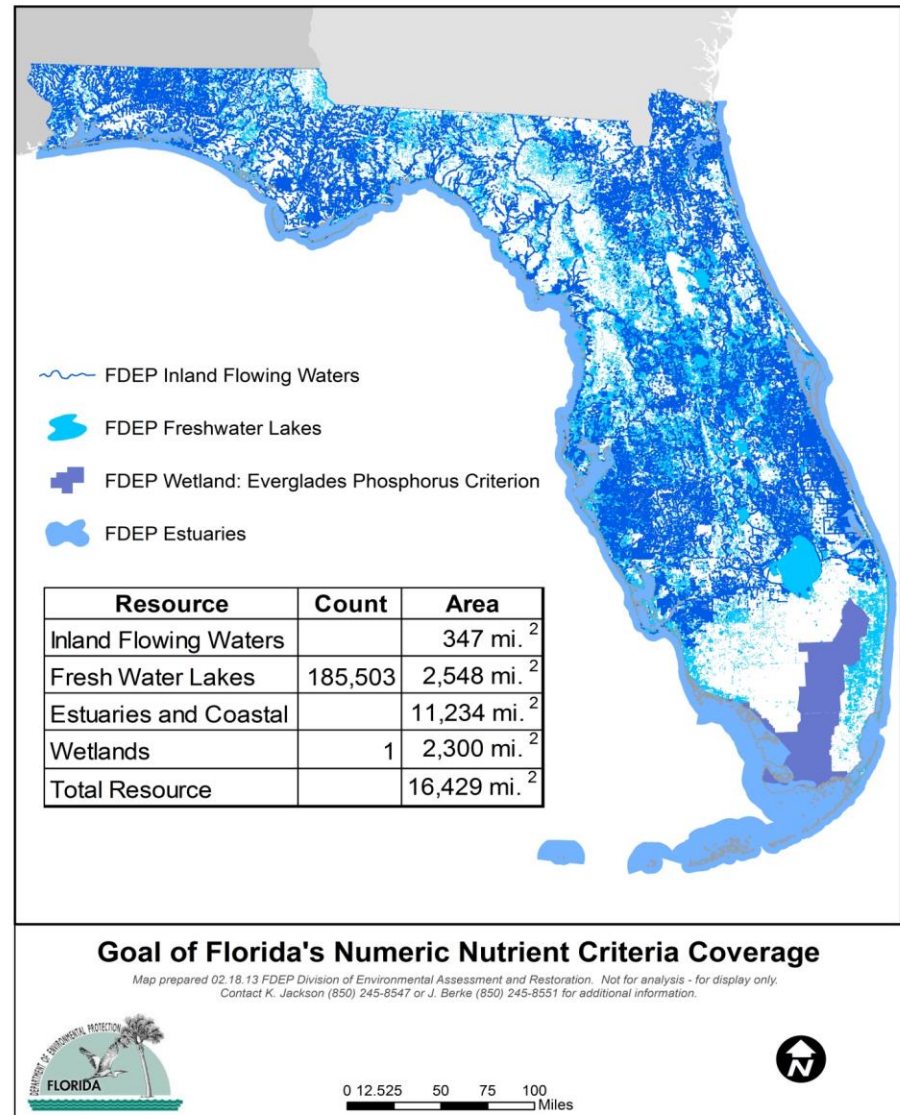 FDEP Inland Flowing Waters
FDEP Freshwater Lakes
FDEP Wetland: Everglades Phosphorus Criterion
FDEP Estuaries
Resource Count Area
Inland Flowing Waters 347 mi. 2
Fresh Water Lakes 185,503 2,548 mi. 2
Estuaries and Coastal 11,234 mi. 2
Wetlands 1 2,300 mi. 2
Total Resource 16,429 mi. 2
Goal of Florida's Numeric Nutrient Criteria Coverage
Map prepared 02.18.13 FDEP Division of Environmental Assessment and Restoration. Not for analysis - for display only.
Contact K. Jackson (850) 245-8547 or J. Berke (850) 245-8551 for additional information.
DEPARTMENT OF ENVIRONMENTAL PROTECTION
FLORIDA
0 12.525 50 75 100
Miles
N